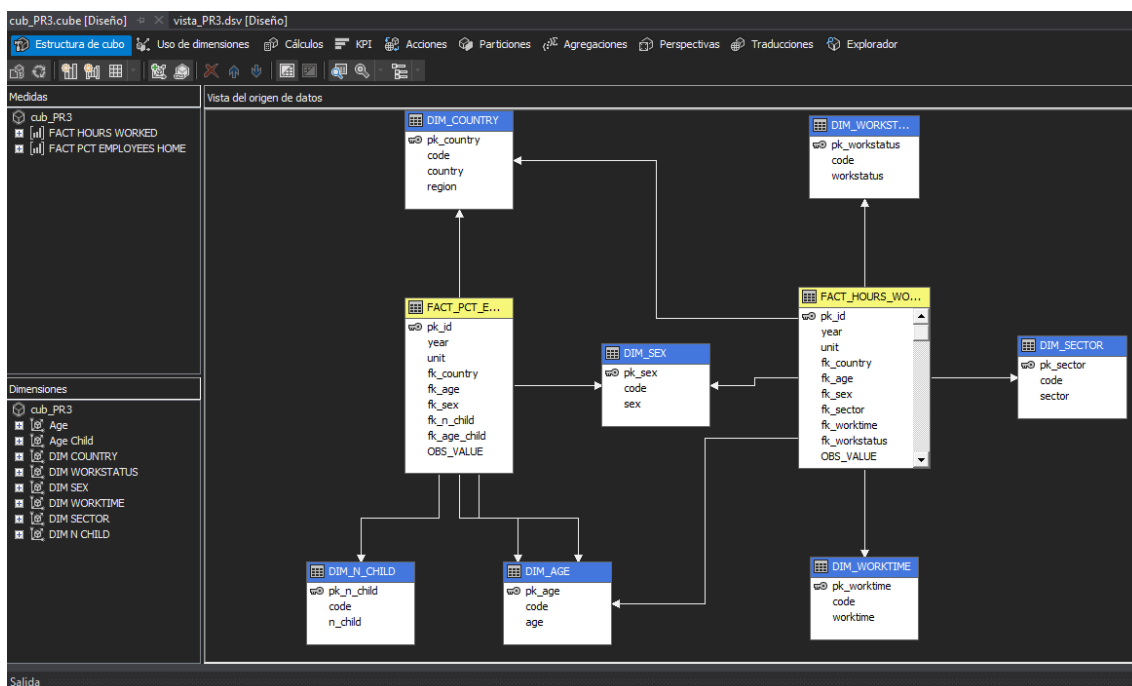 cub_PR3.cube [Diseño] vista_PR3.dsv [Diseño]
Estructura de cubo Uso de dimensiones Cálculos KPI Acciones Particiones Agregaciones Perspectivas Traducciones Explorador
Medidas
cub_PR3
FACT HOURS WORKED
FACT PCT EMPLOYEES HOME
Dimensiones
cub_PR3
Age
Age Child
DIM COUNTRY
DIM WORKSTATUS
DIM SEX
DIM WORKTIME
DIM SECTOR
DIM N CHILD
Vista del origen de datos
DIM_COUNTRY
pk_country
code
country
region
DIM_WORKST...
pk_workstatus
code
workstatus
FACT_PCT_E...
pk_id
year
unit
fk_country
fk_age
fk_sex
fk_n_child
fk_age_child
OBS_VALUE
DIM_SEX
pk_sex
code
sex
FACT_HOURS_WO...
pk_id
year
unit
fk_country
fk_age
fk_sex
fk_sector
fk_worktime
fk_workstatus
OBS_VALUE
DIM_SECTOR
pk_sector
code
sector
DIM_N_CHILD
pk_n_child
code
n_child
DIM_AGE
pk_age
code
age
DIM_WORKTIME
pk_worktime
code
worktime
Salida